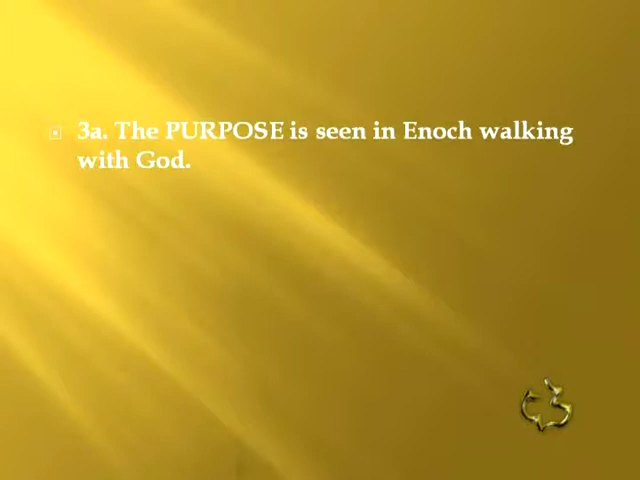 3a. The PURPOSE is seen in Enoch walking
with God.